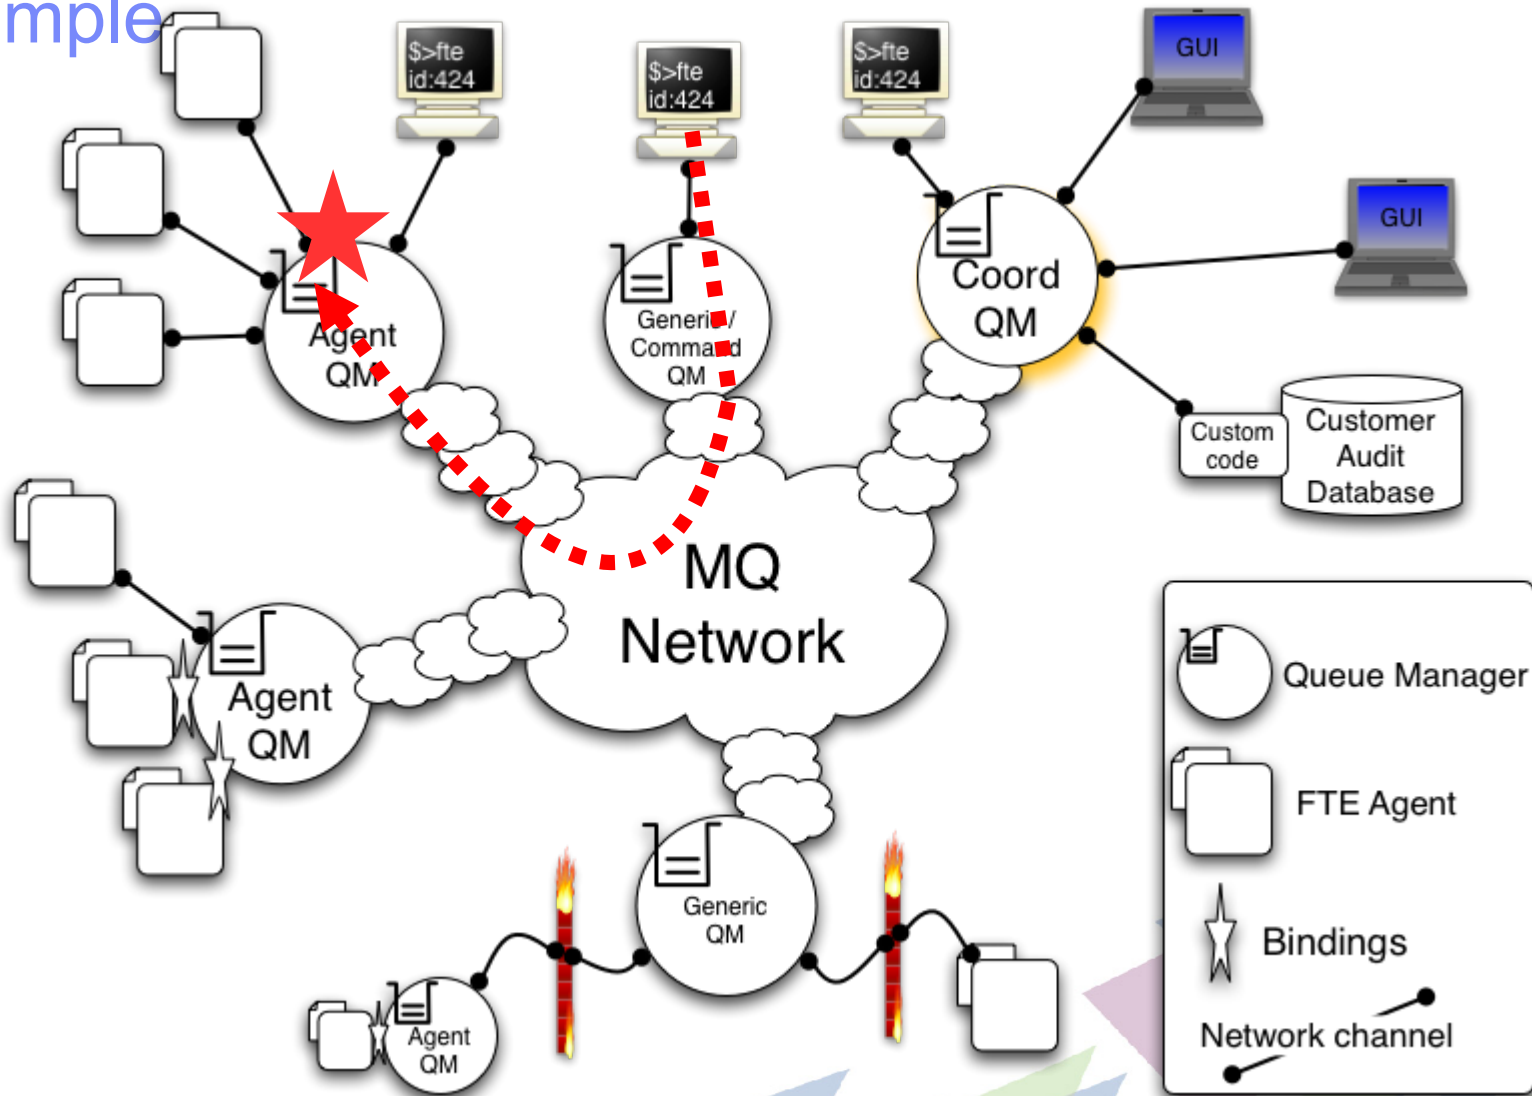 mple
$>fte
id:424
$>fte
id:424
$>fte
id:424
GUI
GUI
Agent
QM
Generic/
Command
QM
Coord
QM
Custom
code
Customer
Audit
Database
MQ
Network
Agent
QM
Generic
QM
Agent
QM
Queue Manager
FTE Agent
Bindings
Network channel